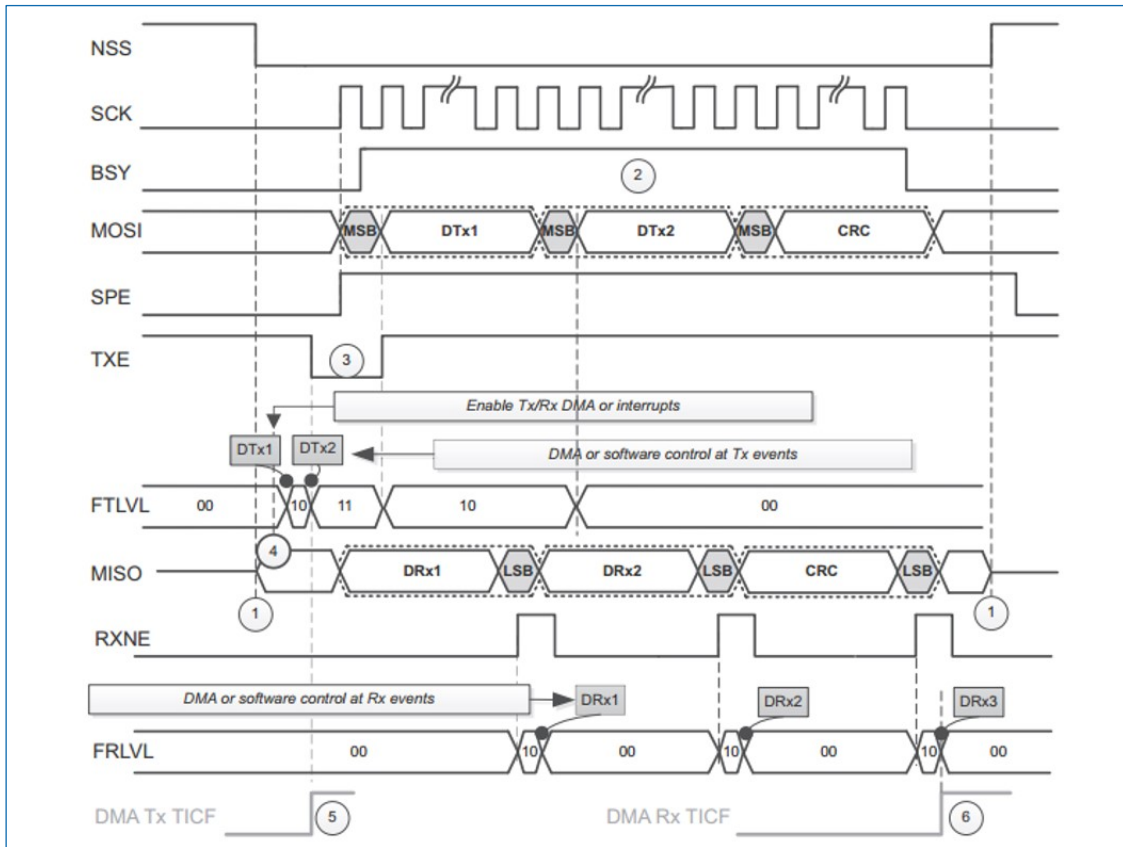 NSS
SCK
BSY
2
MOSI
MSB DTx1 MSB DTx2 MSB CRC
SPE
TXE
3
Enable Tx/Rx DMA or interrupts
DTx1 DTx2
DMA or software control at Tx events
FTLVL
00 10 11 10 00
4
MISO
DRx1 LSB DRx2 LSB CRC LSB
1 1
RXNE
DMA or software control at Rx events
DRx1 DRx2 DRx3
FRLVL
00 10 00 10 00 10 00
DMA Tx TICF 5 DMA Rx TICF 6